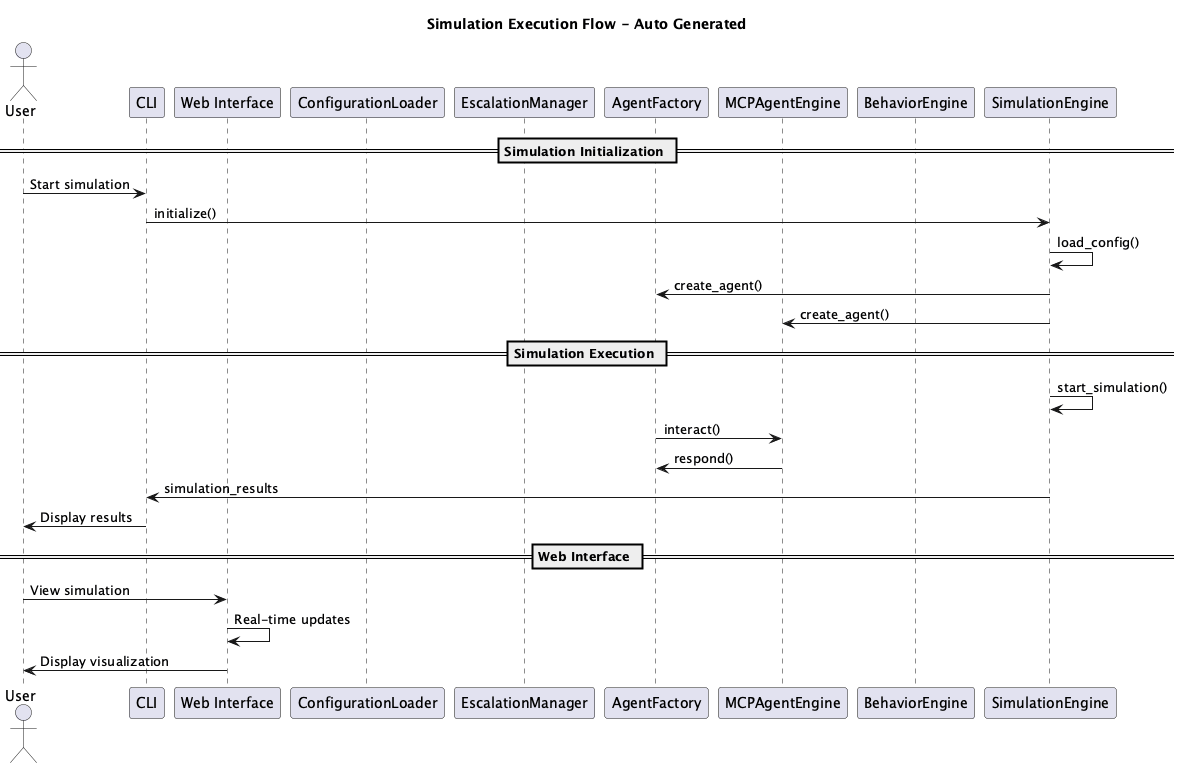 Simulation Execution Flow - Auto Generated
User
CLI
Web Interface
ConfigurationLoader
EscalationManager
AgentFactory
MCPAgentEngine
BehaviorEngine
SimulationEngine
Simulation Initialization
Start simulation
initialize()
load_config()
create_agent()
create_agent()
Simulation Execution
start_simulation()
interact()
respond()
simulation_results
Display results
Web Interface
View simulation
Real-time updates
Display visualization
User
CLI
Web Interface
ConfigurationLoader
EscalationManager
AgentFactory
MCPAgentEngine
BehaviorEngine
SimulationEngine